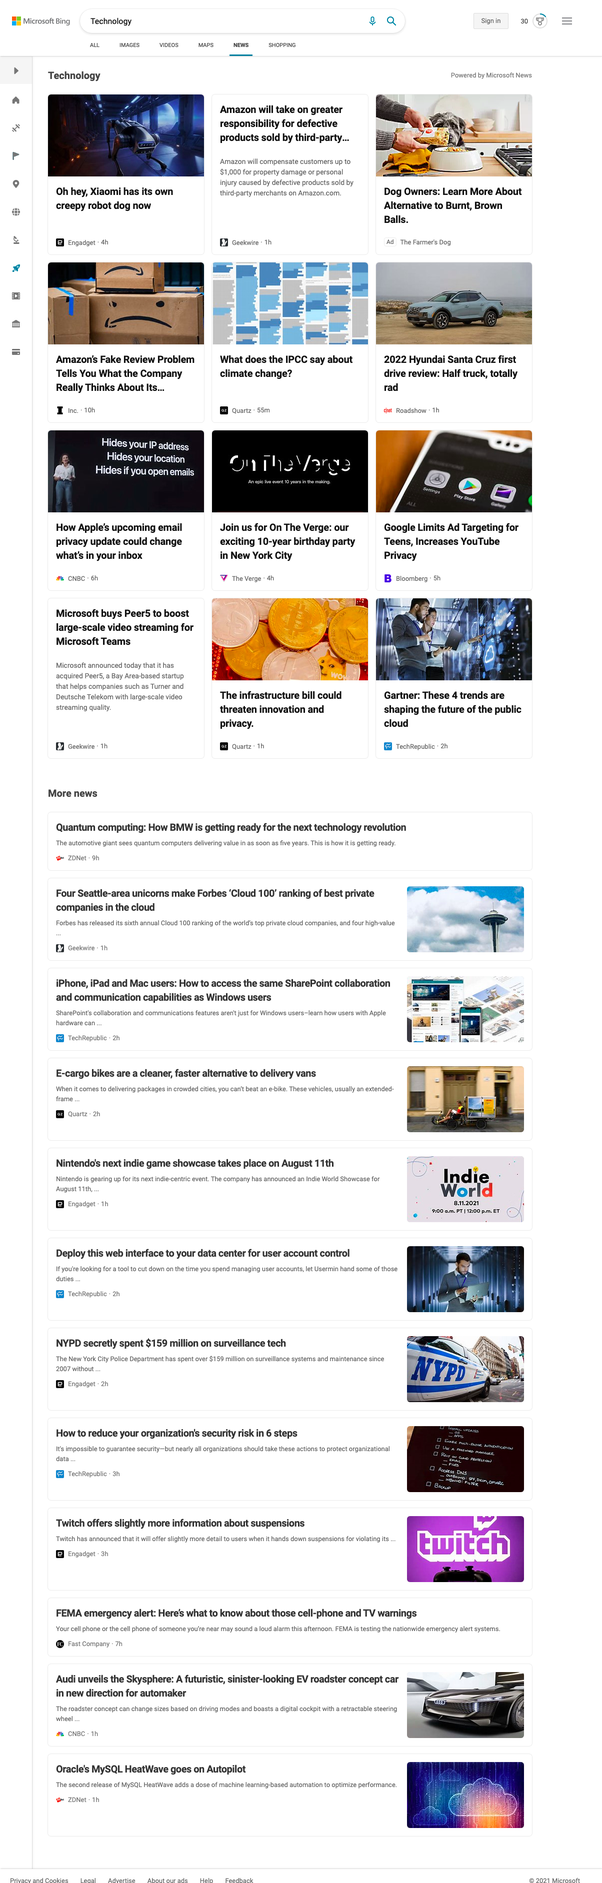 Microsoft Bing
Technology
Sign in
30
ALL
IMAGES
VIDEOS
MAPS
NEWS
SHOPPING
Technology
Powered by Microsoft News
Oh hey, Xiaomi has its own
creepy robot dog now
Engadget · 4h
Amazon will take on greater
responsibility for defective
products sold by third-party...
Amazon will compensate customers up to
$1,000 for property damage or personal
injury caused by defective products sold by
third-party merchants on Amazon.com.
Geekwire · 1h
Dog Owners: Learn More About
Alternative to Burnt, Brown
Balls.
Ad The Farmer's Dog
Amazon's Fake Review Problem
Tells You What the Company
Really Thinks About Its...
Inc. · 10h
What does the IPCC say about
climate change?
Quartz · 55m
2022 Hyundai Santa Cruz first
drive review: Half truck, totally
rad
Roadshow · 1h
Hides your IP address
Hides your location
Hides if you open emails
How Apple's upcoming email
privacy update could change
what's in your inbox
CNBC · 6h
On The Verge
An epic live event 10 years in the making.
Join us for On The Verge: our
exciting 10-year birthday party
in New York City
The Verge · 4h
Settings
Play Store
Gallery
Google Limits Ad Targeting for
Teens, Increases YouTube
Privacy
Bloomberg · 5h
Microsoft buys Peer5 to boost
large-scale video streaming for
Microsoft Teams
Microsoft announced today that it has
acquired Peer5, a Bay Area-based startup
that helps companies such as Turner and
Deutsche Telekom with large-scale video
streaming quality.
Geekwire · 1h
The infrastructure bill could
threaten innovation and
privacy.
Quartz · 1h
Gartner: These 4 trends are
shaping the future of the public
cloud
TechRepublic · 2h
More news
Quantum computing: How BMW is getting ready for the next technology revolution
The automotive giant sees quantum computers delivering value in as soon as five years. This is how it is getting ready.
ZDNet · 9h
Four Seattle-area unicorns make Forbes ‘Cloud 100’ ranking of best private
companies in the cloud
Forbes has released its sixth annual Cloud 100 ranking of the world's top private cloud companies, and four high-value
...
Geekwire · 1h
iPhone, iPad and Mac users: How to access the same SharePoint collaboration
and communication capabilities as Windows users
SharePoint's collaboration and communications features aren't just for Windows users–learn how users with Apple
hardware can ...
TechRepublic · 2h
E-cargo bikes are a cleaner, faster alternative to delivery vans
When it comes to delivering packages in crowded cities, you can't beat an e-bike. These vehicles, usually an extended-
frame ...
Quartz · 2h
Nintendo's next indie game showcase takes place on August 11th
Nintendo is gearing up for its next indie-centric event. The company has announced an Indie World Showcase for
August 11th, ...
Engadget · 1h
Indie
World
8.11.2021
9:00 a.m. PT | 12:00 p.m. ET
Deploy this web interface to your data center for user account control
If you're looking for a tool to cut down on the time you spend managing user accounts, let Usermin hand some of those
duties ...
TechRepublic · 2h
NYPD secretly spent $159 million on surveillance tech
The New York City Police Department has spent over $159 million on surveillance systems and maintenance since
2007 without ...
Engadget · 2h
NYPD
How to reduce your organization's security risk in 6 steps
It's impossible to guarantee security—but nearly all organizations should take these actions to protect organizational
data ...
TechRepublic · 3h
Twitch offers slightly more information about suspensions
Twitch has announced that it will offer slightly more detail to users when it hands down suspensions for violating its ...
Engadget · 3h
twitch
FEMA emergency alert: Here's what to know about those cell-phone and TV warnings
Your cell phone or the cell phone of someone you're near may sound a loud alarm this afternoon. FEMA is testing the nationwide emergency alert systems.
Fast Company · 7h
Audi unveils the Skysphere: A futuristic, sinister-looking EV roadster concept car
in new direction for automaker
The roadster concept can change sizes based on driving modes and boasts a digital cockpit with a retractable steering
wheel ...
CNBC · 1h
Oracle's MySQL HeatWave goes on Autopilot
The second release of MySQL HeatWave adds a dose of machine learning-based automation to optimize performance.
ZDNet · 1h
Privacy and Cookies
Legal
Advertise
About our ads
Help
Feedback
© 2021 Microsoft